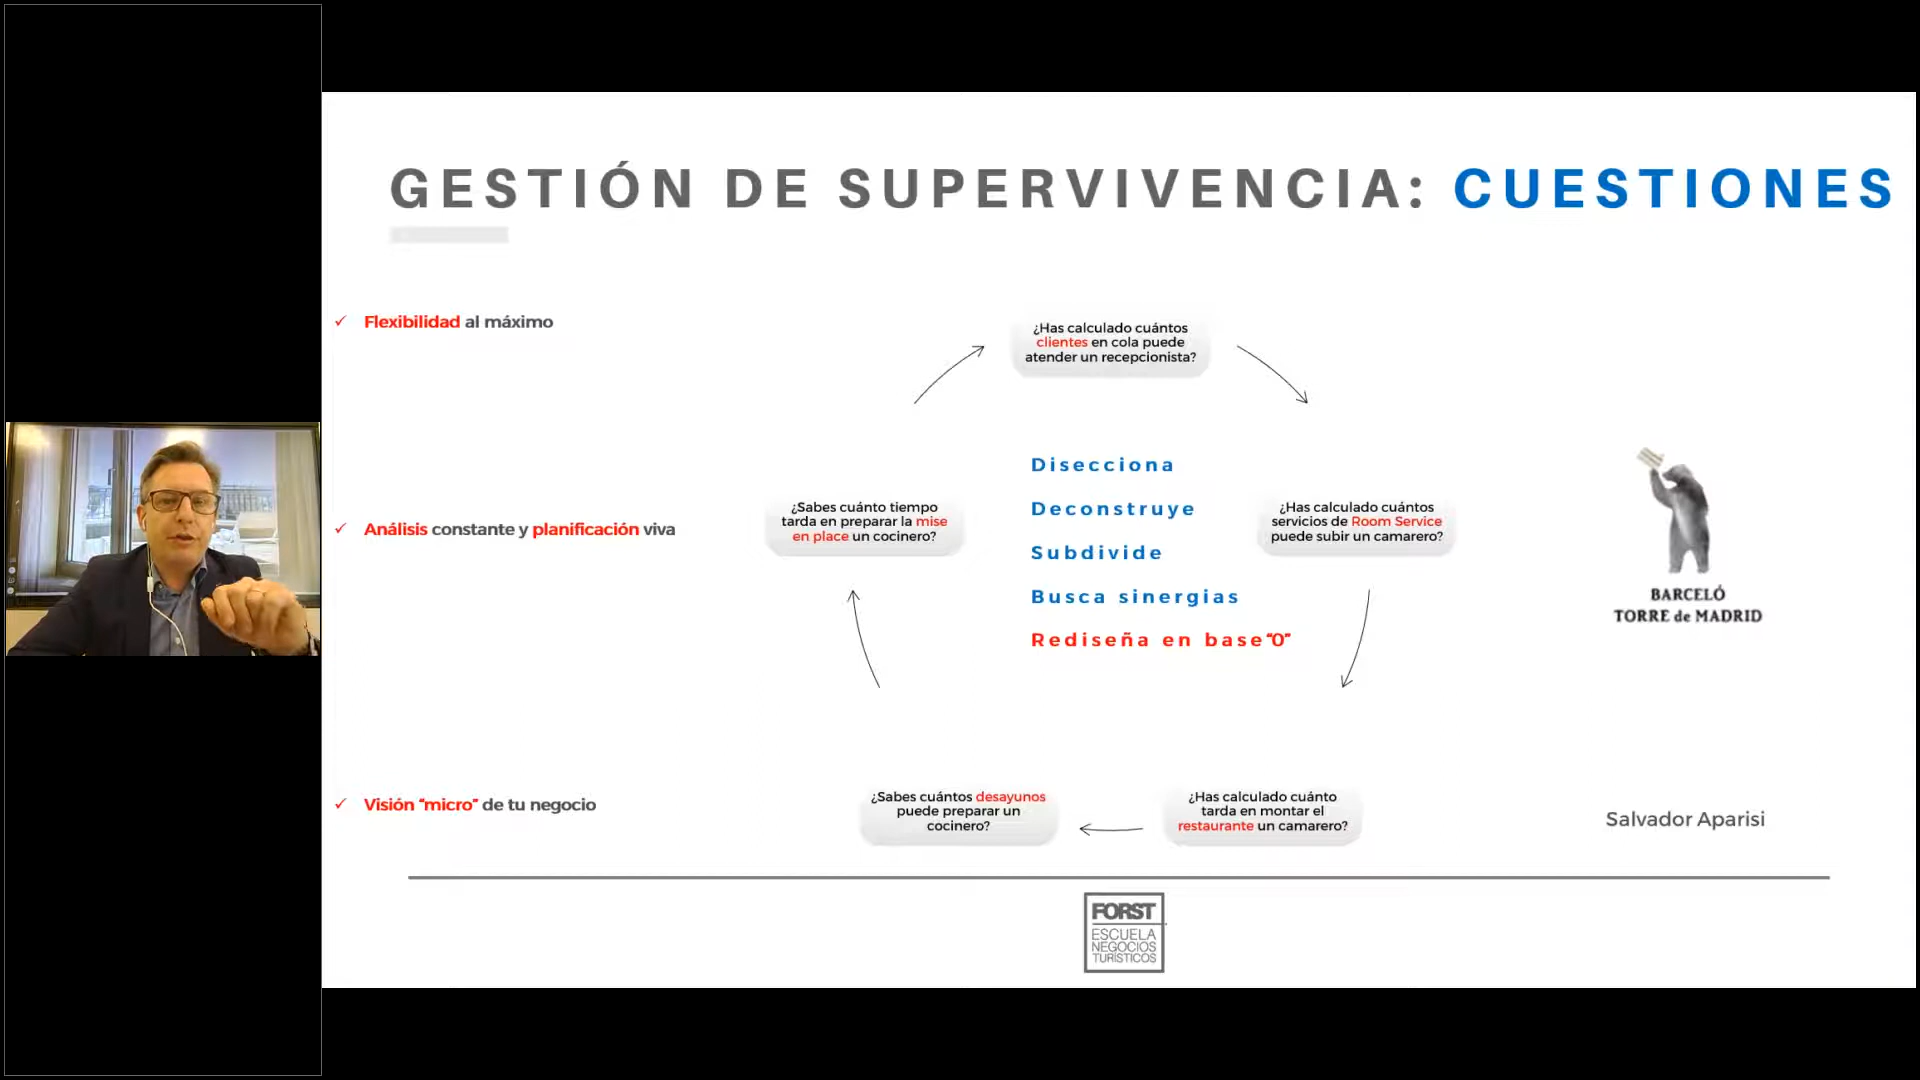 GESTIÓN DE SUPERVIVENCIA: CUESTIONES
✓ Flexibilidad al máximo
✓ Análisis constante y planificación viva
✓ Visión “micro” de tu negocio
¿Has calculado cuántos
clientes en cola puede
atender un recepcionista?
¿Has calculado cuántos
servicios de Room Service
puede subir un camarero?
¿Has calculado cuánto
tarda en montar el
restaurante un camarero?
¿Sabes cuántos desayunos
puede preparar un
cocinero?
¿Sabes cuánto tiempo
tarda en preparar la mise
en place un cocinero?
Disecciona
Deconstruye
Subdivide
Busca sinergias
Rediseña en base“0”
BARCELÓ
TORRE de MADRID
Salvador Aparisi
FORST
ESCUELA
NEGOCIOS
TURÍSTICOS